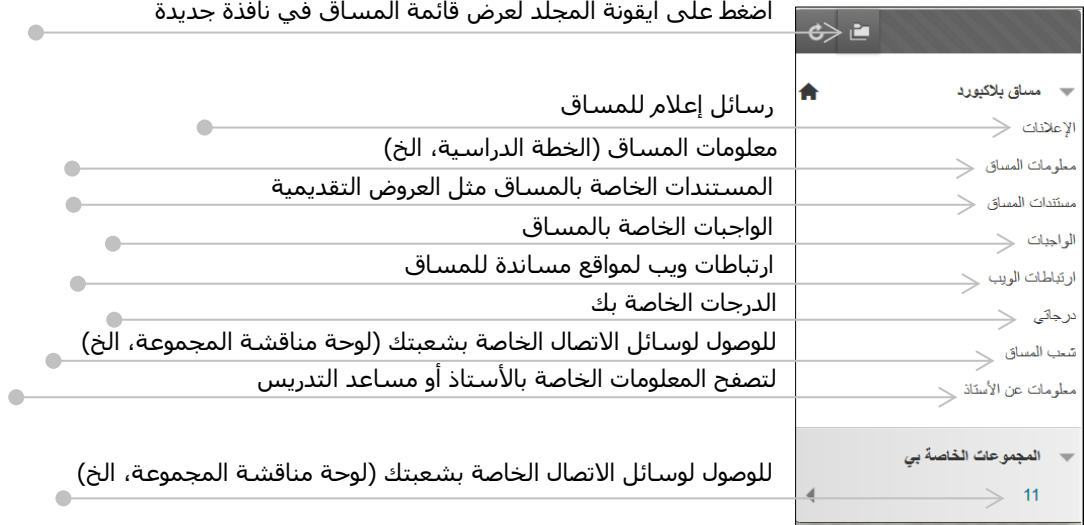 اضغط على ايقونة المجلد لعرض قائمة المساق في نافذة جديدة
مساق بلاكبورد
رسائل إعلام للمساق
الإعلانات
معلومات المساق (الخطة الدراسية، الخ)
معلومات المساق
المستندات الخاصة بالمساق مثل العروض التقديمية
مستندات المساق
الواجبات الخاصة بالمساق
الواجبات
ارتباطات ويب لمواقع مساندة للمساق
ارتباطات الويب
الدرجات الخاصة بك
درجاتي
للوصول لوسائل الاتصال الخاصة بشعبتك (لوحة مناقشة المجموعة، الخ)
شعب المساق
لتصفح المعلومات الخاصة بالأستاذ أو مساعد التدريس
معلومات عن الأستاذ
المجموعات الخاصة بي
للوصول لوسائل الاتصال الخاصة بشعبتك (لوحة مناقشة المجموعة، الخ)
11